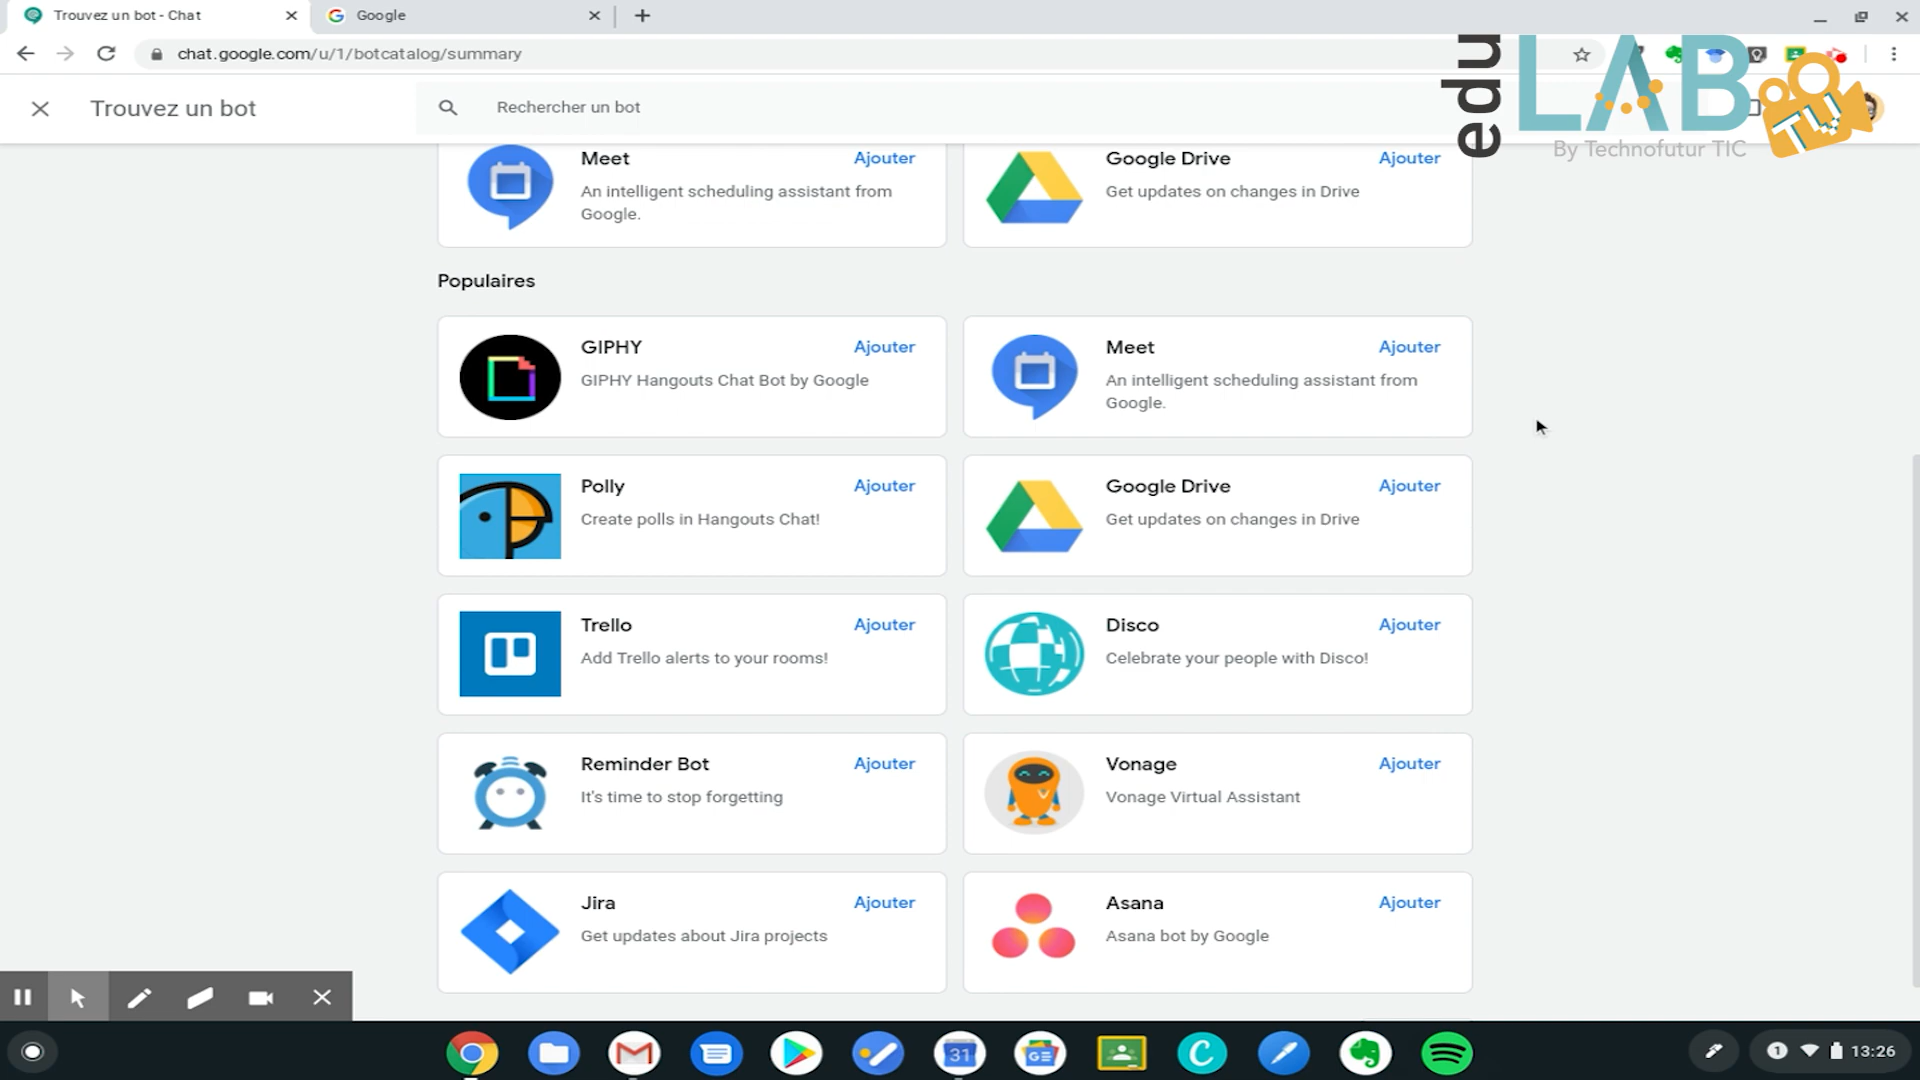 Trouvez un bot - Chat
Google
chat.google.com/u/1/botcatalog/summary
Trouvez un bot
Rechercher un bot
edu LAB TV
By Technofutur TIC
Meet
Ajouter
An intelligent scheduling assistant from
Google.
Google Drive
Ajouter
Get updates on changes in Drive
Populaires
GIPHY
Ajouter
GIPHY Hangouts Chat Bot by Google
Meet
Ajouter
An intelligent scheduling assistant from
Google.
Polly
Ajouter
Create polls in Hangouts Chat!
Google Drive
Ajouter
Get updates on changes in Drive
Trello
Ajouter
Add Trello alerts to your rooms!
Disco
Ajouter
Celebrate your people with Disco!
Reminder Bot
Ajouter
It's time to stop forgetting
Vonage
Ajouter
Vonage Virtual Assistant
Jira
Ajouter
Get updates about Jira projects
Asana
Ajouter
Asana bot by Google
31
GE
1
13:26